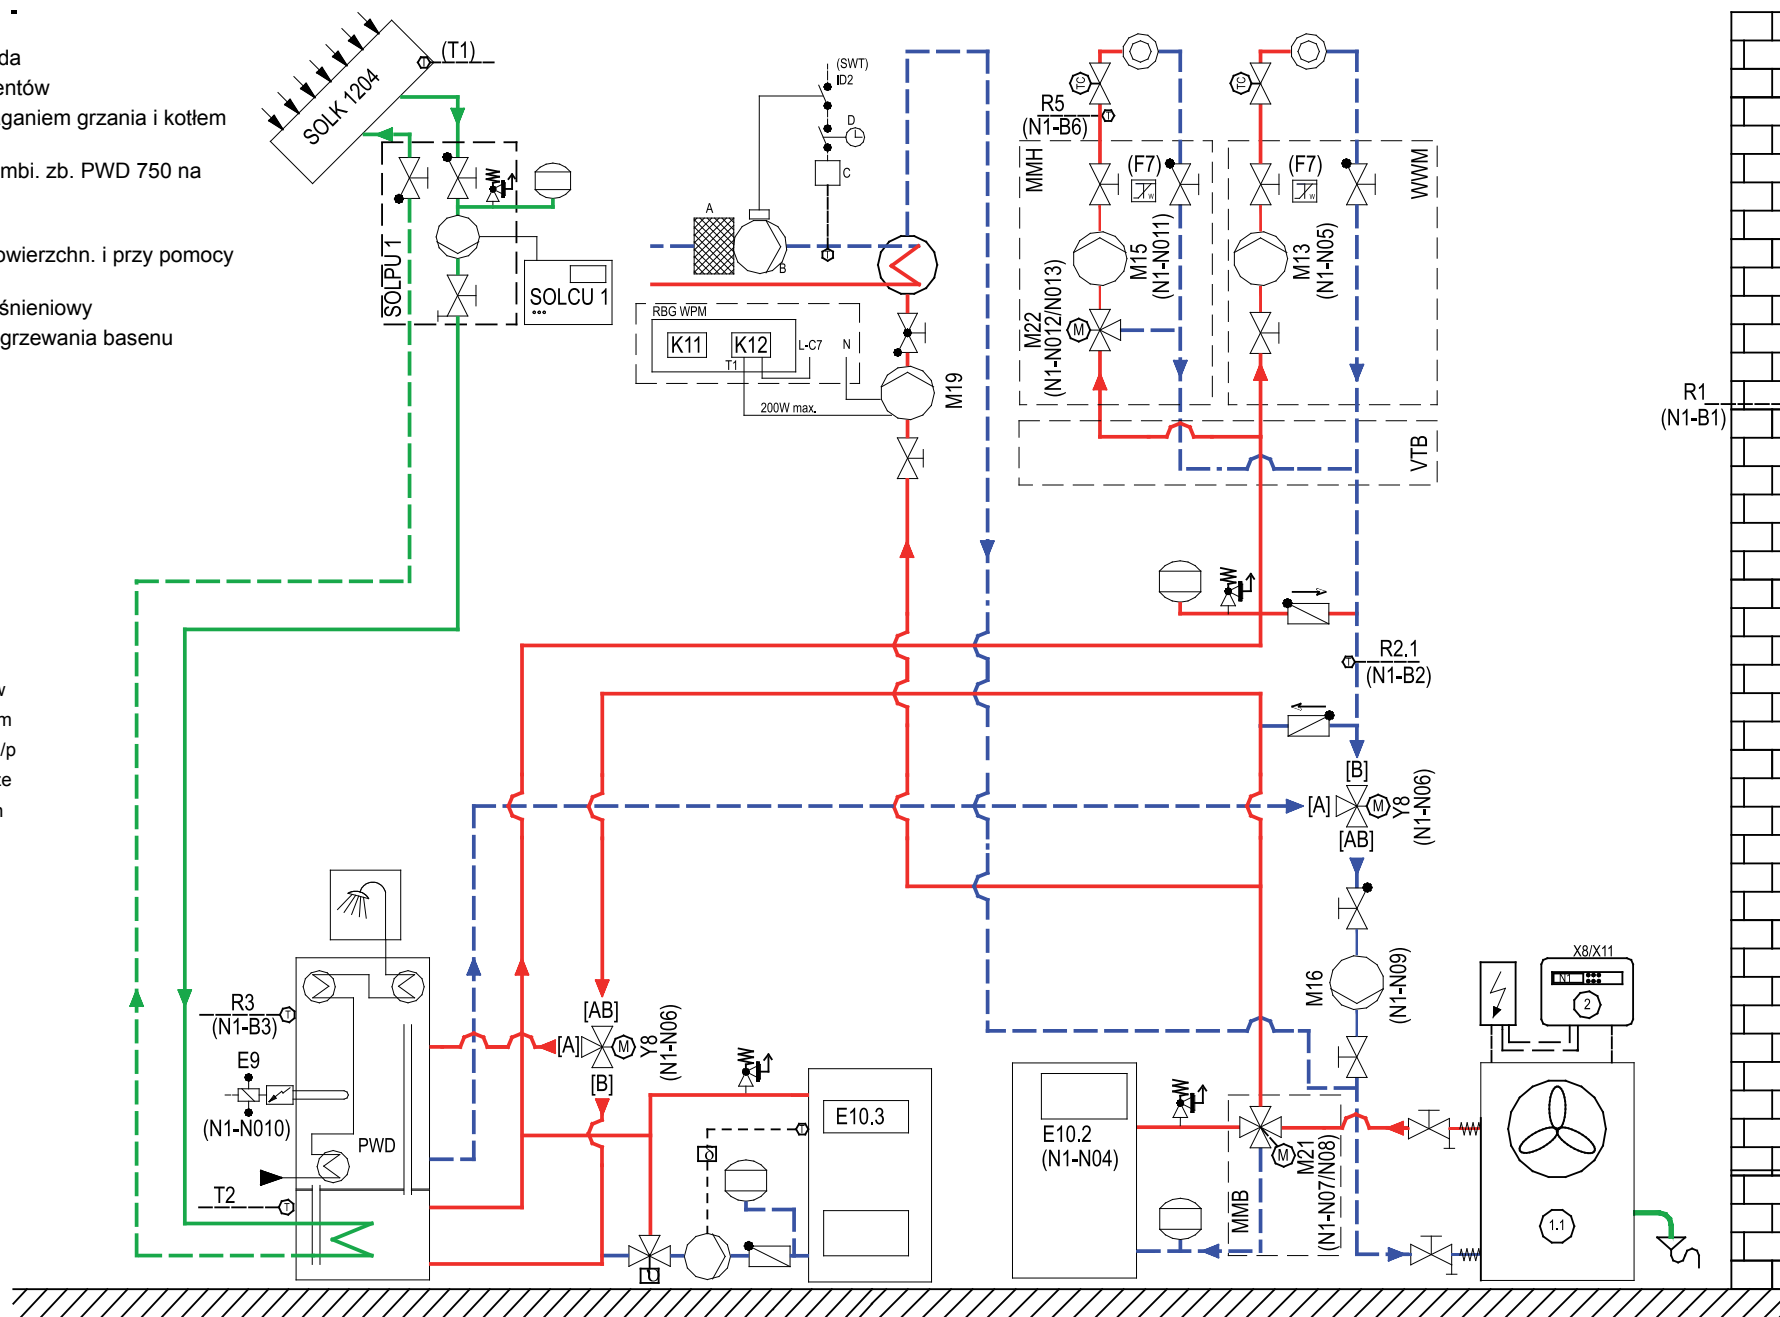 da
entów
ganiem grzania i kotłem
mbi. zb. PWD 750 na
owierzchn. i przy pomocy
śnieniowy
grzewania basenu
w
m
/p
te
h
(T1)
SOLK 1204
SOLPU 1
SOLCU 1
(SWT)
ID2
D
C
A
B
RBG WPM
K11
K12
L-C7
N
T1
200W max.
M19
R5
(N1-B6)
TC
TC
MMH
(F7)
W
M15
(N1-N011)
M22
(N1-N012/N013)
M
WWM
(F7)
W
M13
(N1-N05)
VTB
R1
(N1-B1)
R2.1
(N1-B2)
[B]
[A]
M
Y8
(N1-N06)
[AB]
M16
(N1-N09)
X8/X11
N1
2
1.1
R3
(N1-B3)
E9
(N1-N010)
PWD
T2
[AB]
[A]
M
Y8
(N1-N06)
[B]
E10.3
E10.2
(N1-N04)
M
M21
(N1-N07/N08)
MMB